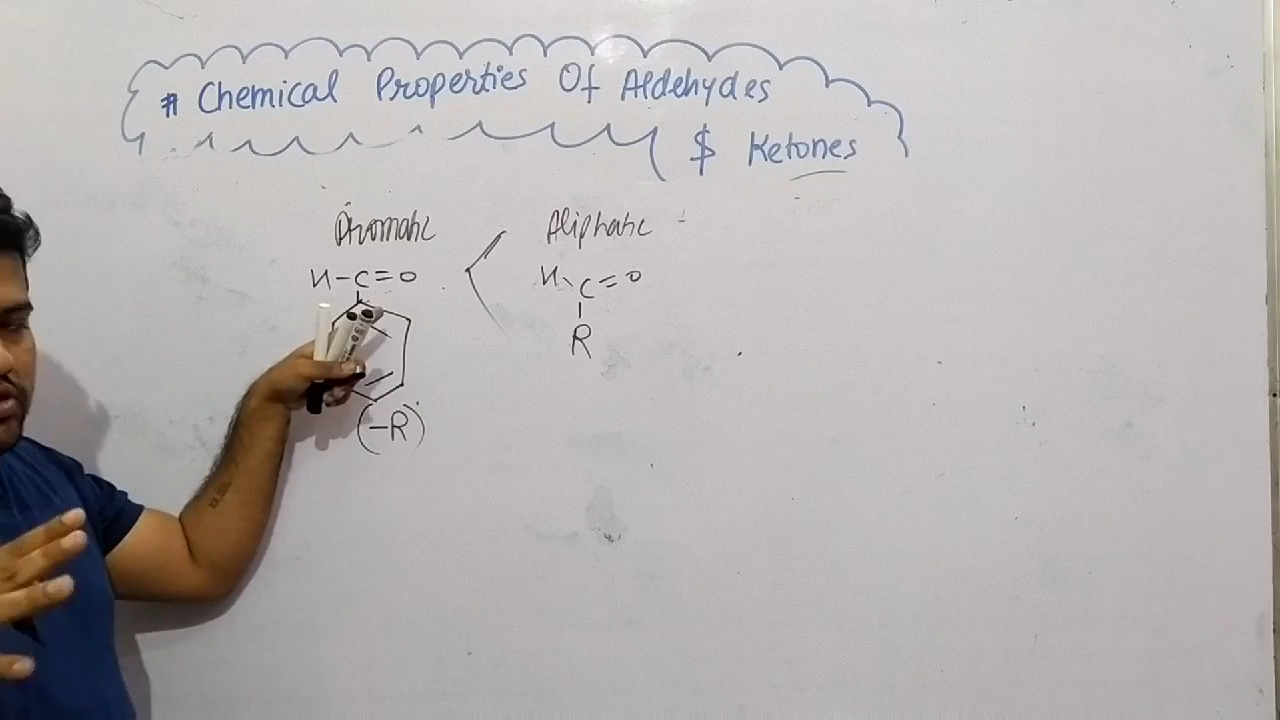 # Chemical Properties Of Aldehydes
$ Ketones
Aromatic < Aliphatic
H-C=O
H C=O
R
(-R)